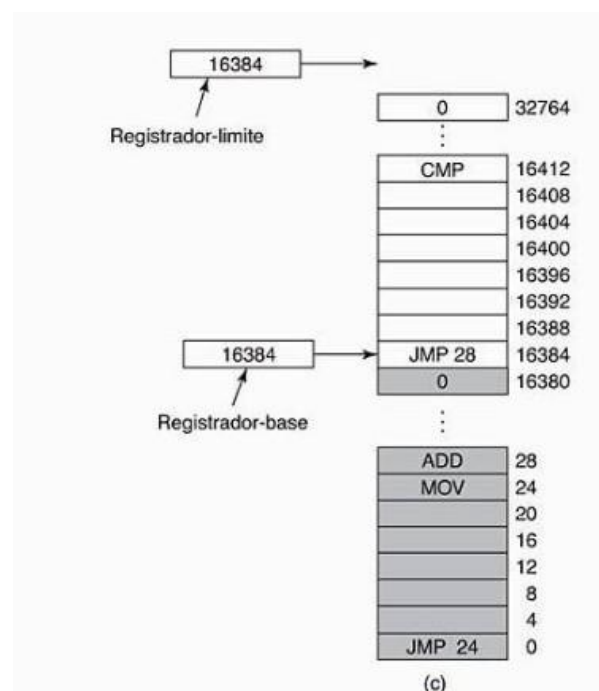 16384
Registrador-limite
0 32764
CMP 16412
16408
16404
16400
16396
16392
16388
16384 JMP 28 16384
0 16380
Registrador-base
ADD 28
MOV 24
20
16
12
8
4
JMP 24 0
(c)